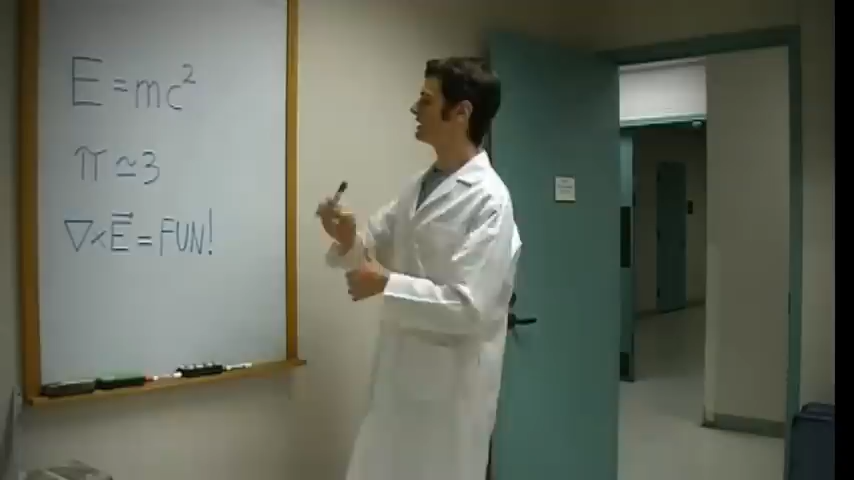 E = mc²
π ≃ 3
∇×E⃗ = FUN!